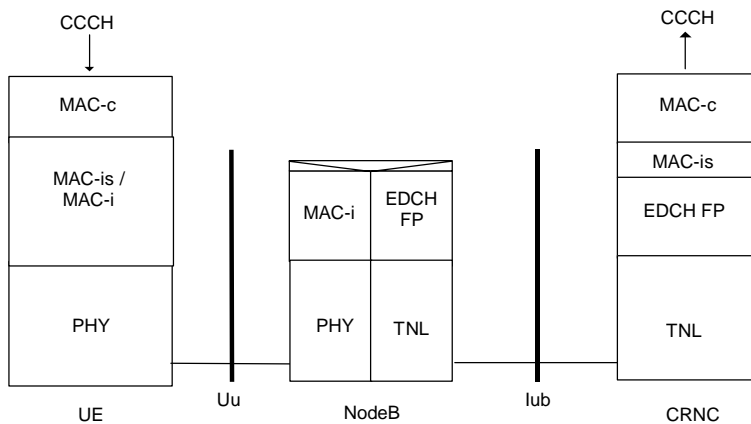 CCCH
MAC-c
MAC-is /
MAC-i
PHY
UE
Uu
MAC-i
EDCH
FP
PHY
TNL
NodeB
Iub
CCCH
MAC-c
MAC-is
EDCH FP
TNL
CRNC